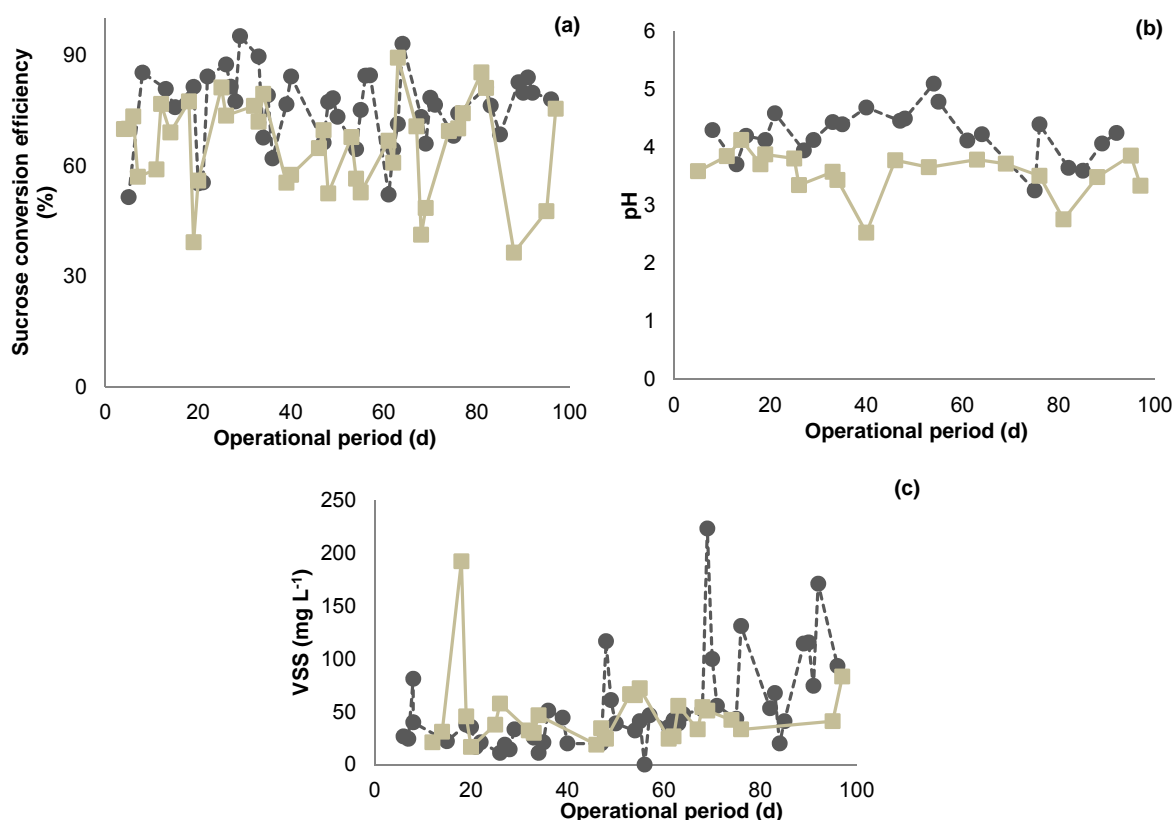 (a)
Sucrose conversion efficiency
(%)
90
60
30
0
0 20 40 60 80 100
Operational period (d)
(b)
pH
6
5
4
3
2
1
0
0 20 40 60 80 100
Operational period (d)
(c)
VSS (mg L⁻¹)
250
200
150
100
50
0
0 20 40 60 80 100
Operational period (d)